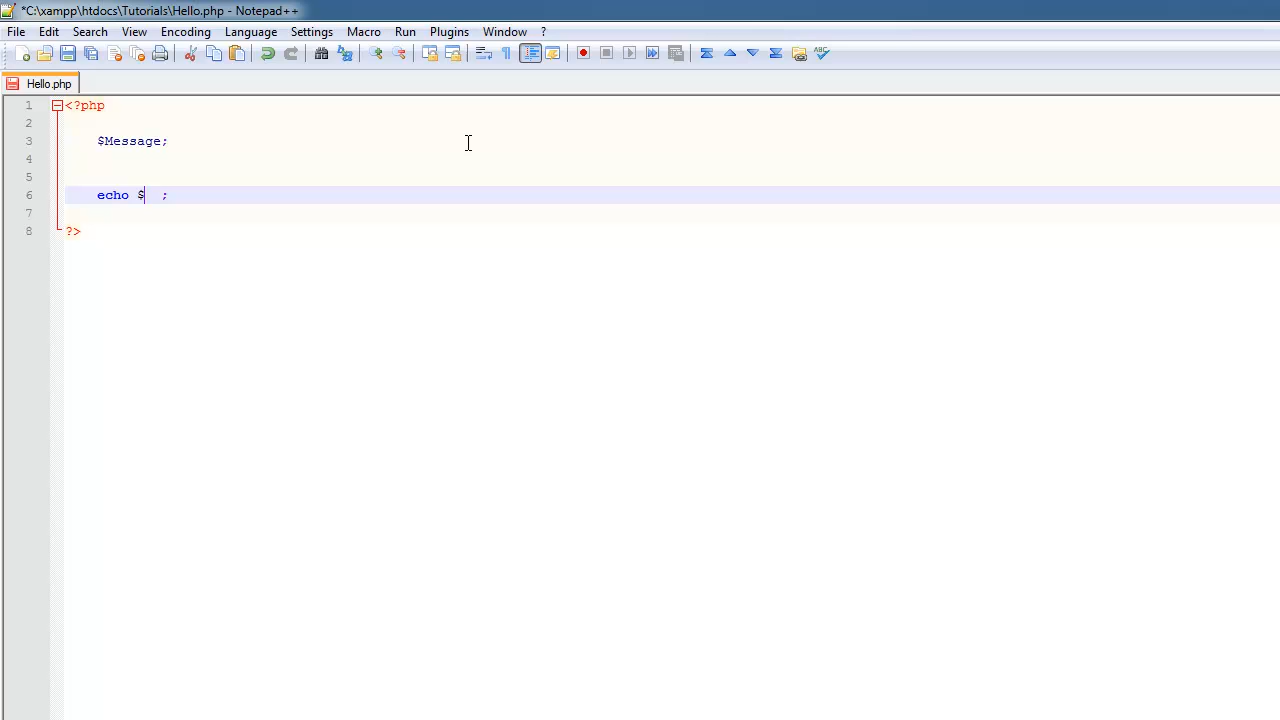 *C:\xampp\htdocs\Tutorials\Hello.php - Notepad++
File Edit Search View Encoding Language Settings Macro Run Plugins Window ?
Hello.php
1 <?php
2
3 $Message;
4
5
6 echo $ ;
7
8 ?>